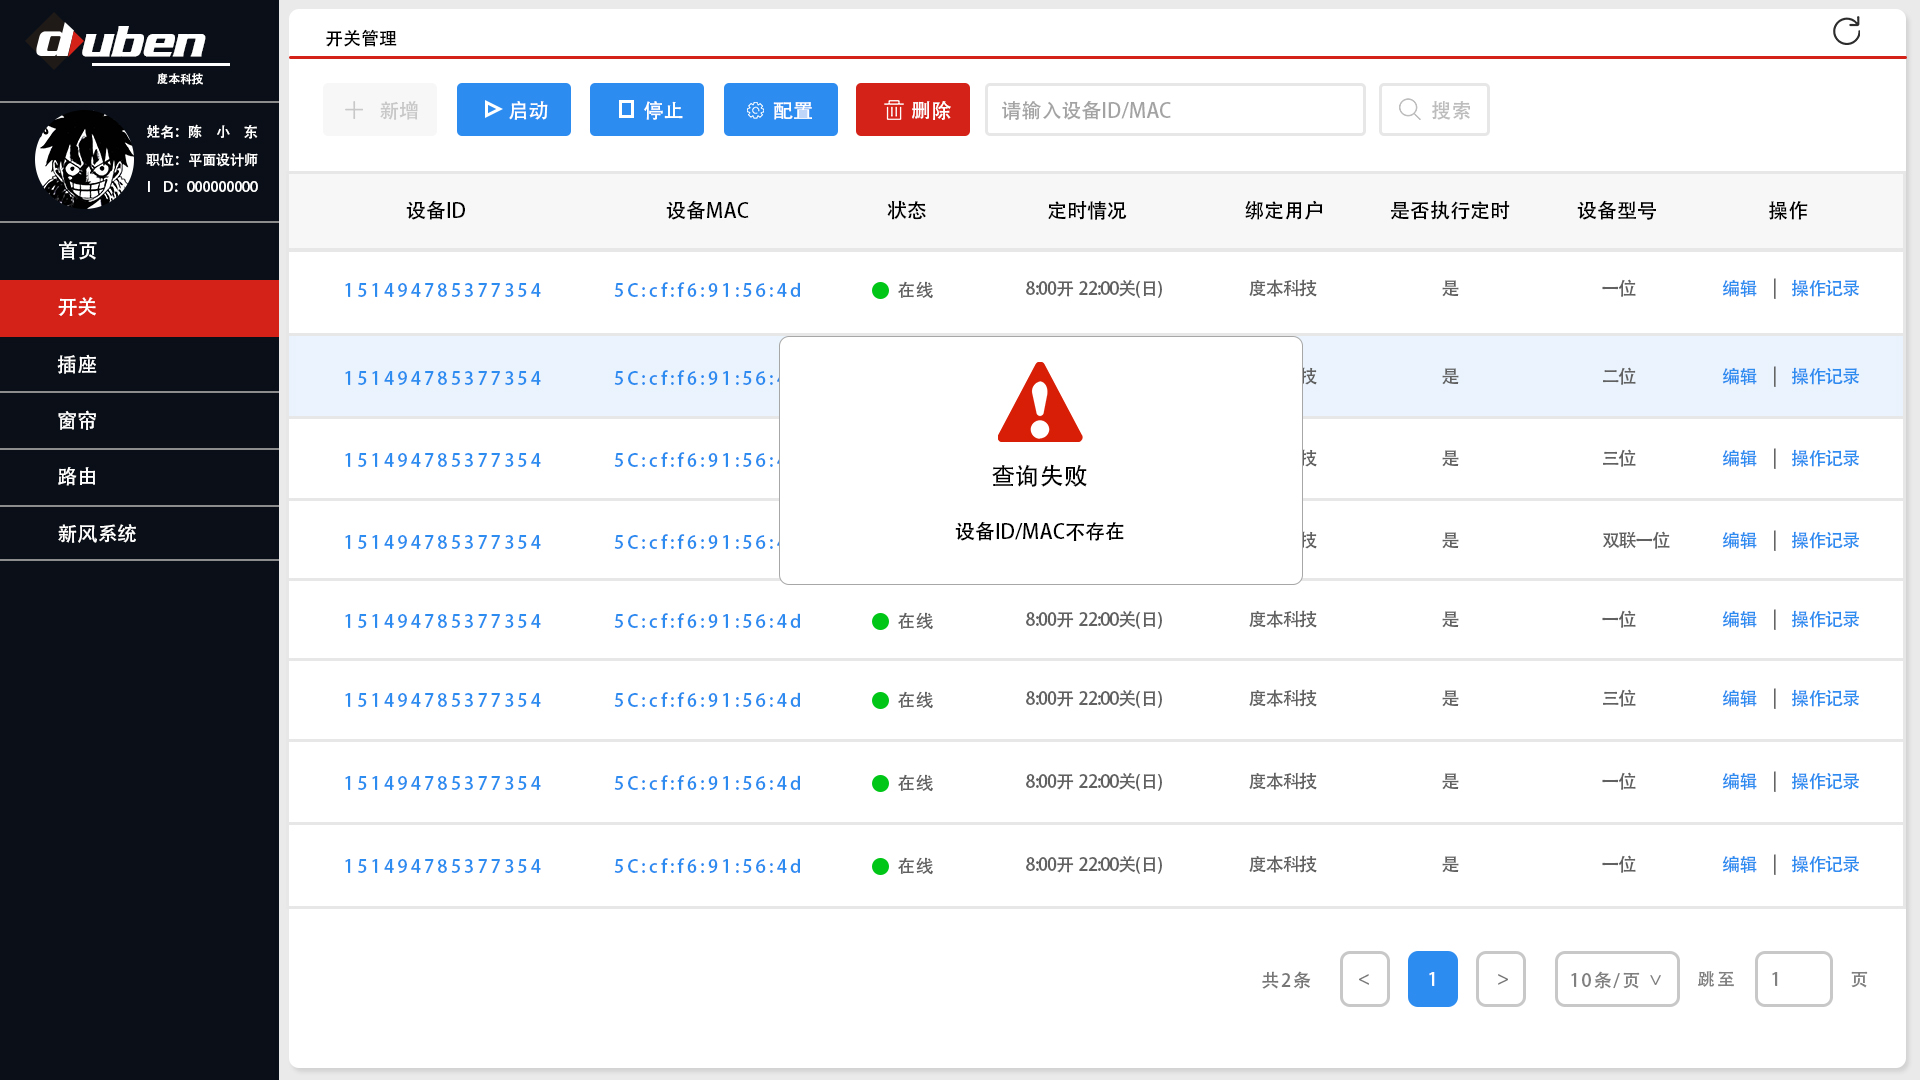 duben
度本科技
姓名：陈 小 东
职位：平面设计师
I D：000000000
首页
开关
插座
窗帘
路由
新风系统
开关管理
新增 启动 停止 配置 删除 请输入设备ID/MAC 搜索
设备ID 设备MAC 状态 定时情况 绑定用户 是否执行定时 设备型号 操作
151494785377354 5C:cf:f6:91:56:4d 在线 8:00开 22:00关(日) 度本科技 是 一位 编辑 | 操作记录
151494785377354 5C:cf:f6:91:56: 技 是 二位 编辑 | 操作记录
151494785377354 5C:cf:f6:91:56: 技 是 三位 编辑 | 操作记录
151494785377354 5C:cf:f6:91:56: 技 是 双联一位 编辑 | 操作记录
查询失败
设备ID/MAC不存在
151494785377354 5C:cf:f6:91:56:4d 在线 8:00开 22:00关(日) 度本科技 是 一位 编辑 | 操作记录
151494785377354 5C:cf:f6:91:56:4d 在线 8:00开 22:00关(日) 度本科技 是 三位 编辑 | 操作记录
151494785377354 5C:cf:f6:91:56:4d 在线 8:00开 22:00关(日) 度本科技 是 一位 编辑 | 操作记录
151494785377354 5C:cf:f6:91:56:4d 在线 8:00开 22:00关(日) 度本科技 是 一位 编辑 | 操作记录
共2条 < 1 > 10条/页 ∨ 跳至 1 页